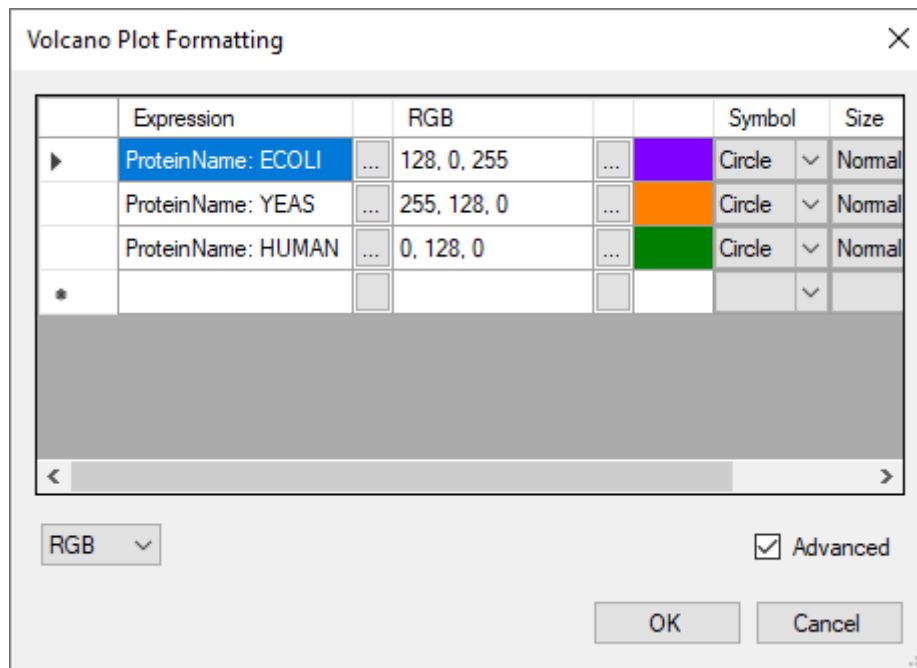 Volcano Plot Formatting
Expression RGB Symbol Size
ProteinName: ECOLI ... 128, 0, 255 ... Circle Normal
ProteinName: YEAS ... 255, 128, 0 ... Circle Normal
ProteinName: HUMAN ... 0, 128, 0 ... Circle Normal
RGB Advanced
OK Cancel